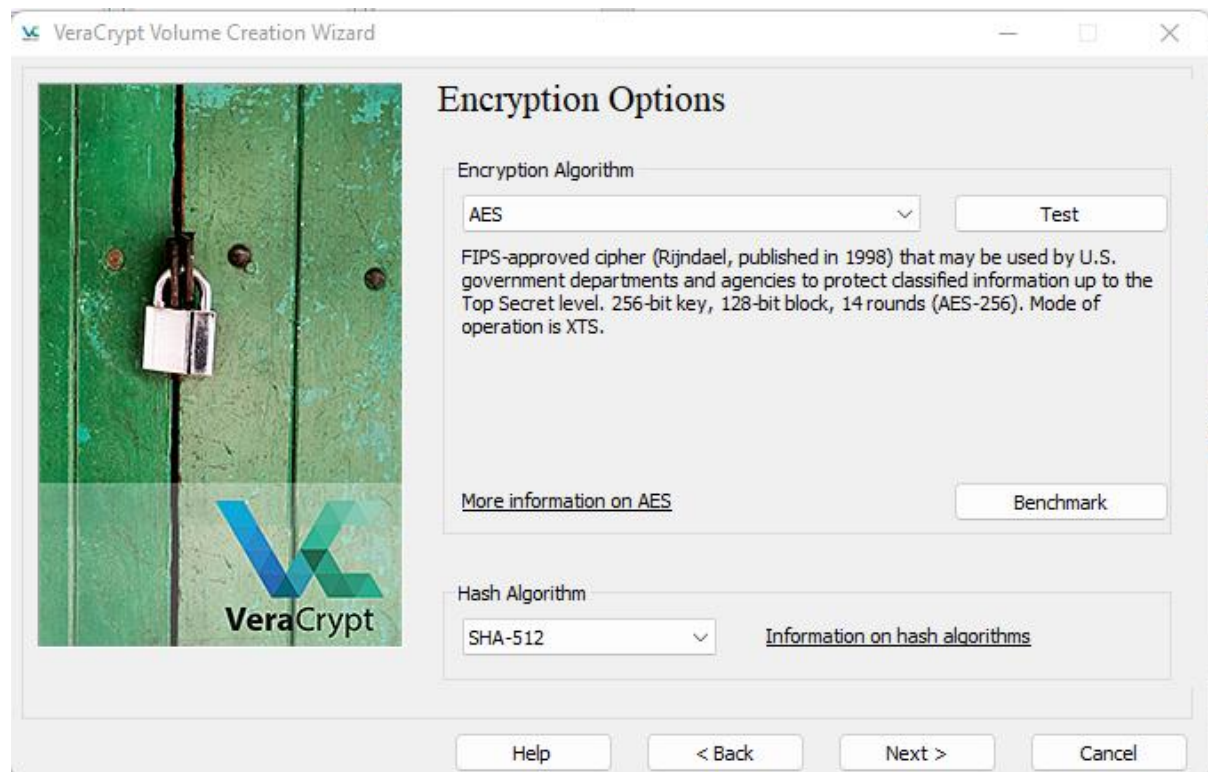 VeraCrypt Volume Creation Wizard
Encryption Options
Encryption Algorithm
AES
Test
FIPS-approved cipher (Rijndael, published in 1998) that may be used by U.S.
government departments and agencies to protect classified information up to the
Top Secret level. 256-bit key, 128-bit block, 14 rounds (AES-256). Mode of
operation is XTS.
More information on AES
Benchmark
VeraCrypt
Hash Algorithm
SHA-512
Information on hash algorithms
Help
< Back
Next >
Cancel